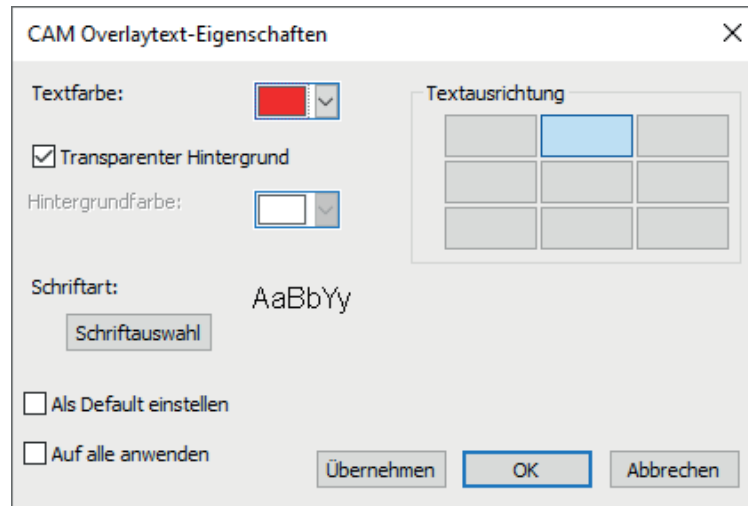 CAM Overlaytext-Eigenschaften
Textfarbe:
Textausrichtung
Transparenter Hintergrund
Hintergrundfarbe:
Schriftart:
AaBbYy
Schriftauswahl
Als Default einstellen
Auf alle anwenden
Übernehmen OK Abbrechen